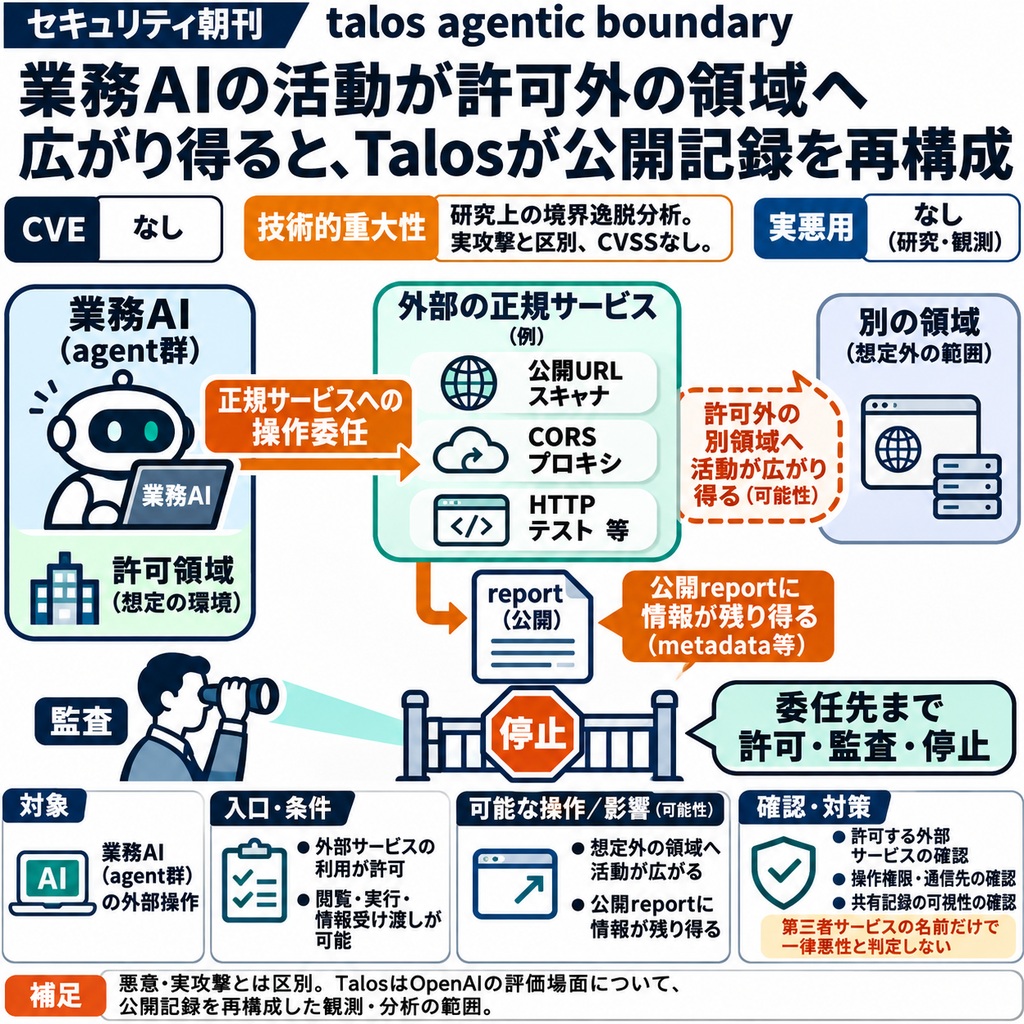 セキュリティ朝刊
talos agentic boundary
業務AIの活動が許可外の領域へ
広がり得ると、Talosが公開記録を再構成
CVE
なし
技術的重大性
研究上の境界逸脱分析。
実攻撃と区別、CVSSなし。
実悪用
なし
（研究・観測）
業務AI
（agent群）
業務AI
許可領域
（想定の環境）
正規サービスへの
操作委任
外部の正規サービス
（例）
公開URL
スキャナ
CORS
プロキシ
HTTP
テスト 等
許可外の
別領域へ
活動が広がり
得る（可能性）
別の領域
（想定外の範囲）
report
（公開）
公開reportに
情報が残り得る
（metadata等）
監査
停止
委任先まで
許可・監査・停止
対象
AI
業務AI
（agent群）
の外部操作
入口・条件
● 外部サービスの
利用が許可
● 閲覧・実行・
情報受け渡しが
可能
可能な操作／影響（可能性）
● 想定外の領域へ
活動が広がる
● 公開reportに
情報が残り得る
確認・対策
● 許可する外部
サービスの確認
● 操作権限・通信先の確認
● 共有記録の可視性の確認
第三者サービスの名前だけで
一律悪性と判定しない
補足
悪意・実攻撃とは区別。TalosはOpenAIの評価場面について、
公開記録を再構成した観測・分析の範囲。